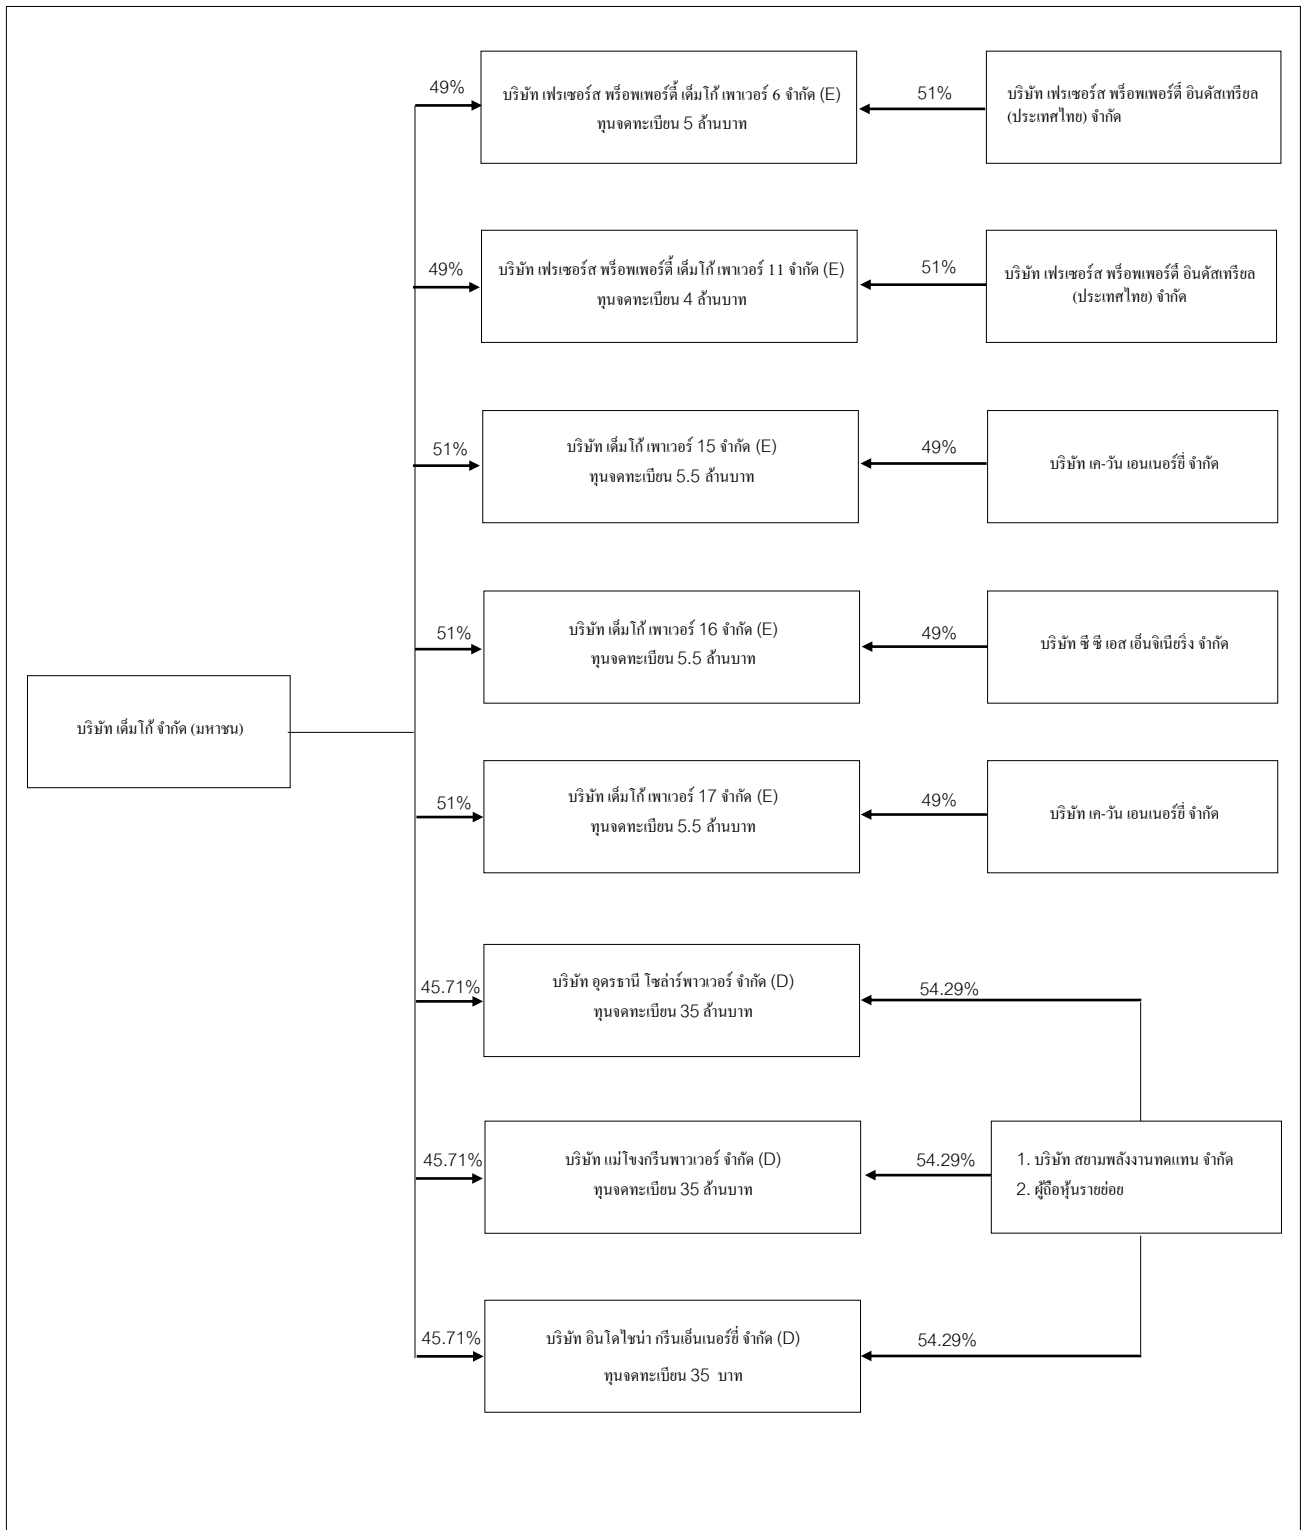 49%
บริษัท เฟรเซอร์ส พร็อพเพอร์ตี้ เด็มโก้ เพาเวอร์ 6 จำกัด (E)
ทุนจดทะเบียน 5 ล้านบาท
51%
บริษัท เฟรเซอร์ส พร็อพเพอร์ตี้ อินดัสเทรียล
(ประเทศไทย) จำกัด
49%
บริษัท เฟรเซอร์ส พร็อพเพอร์ตี้ เด็มโก้ เพาเวอร์ 11 จำกัด (E)
ทุนจดทะเบียน 4 ล้านบาท
51%
บริษัท เฟรเซอร์ส พร็อพเพอร์ตี้ อินดัสเทรียล
(ประเทศไทย) จำกัด
51%
บริษัท เด็มโก้ เพาเวอร์ 15 จำกัด (E)
ทุนจดทะเบียน 5.5 ล้านบาท
49%
บริษัท เค-วัน เอนเนอร์ยี่ จำกัด
51%
บริษัท เด็มโก้ เพาเวอร์ 16 จำกัด (E)
ทุนจดทะเบียน 5.5 ล้านบาท
49%
บริษัท ซี ซี เอส เอ็นจิเนียริ่ง จำกัด
บริษัท เด็มโก้ จำกัด (มหาชน)
51%
บริษัท เด็มโก้ เพาเวอร์ 17 จำกัด (E)
ทุนจดทะเบียน 5.5 ล้านบาท
49%
บริษัท เค-วัน เอนเนอร์ยี่ จำกัด
45.71%
บริษัท อุดรธานี โซล่าร์พาวเวอร์ จำกัด (D)
ทุนจดทะเบียน 35 ล้านบาท
54.29%
45.71%
บริษัท แม่โขงกรีนพาวเวอร์ จำกัด (D)
ทุนจดทะเบียน 35 ล้านบาท
54.29%
1. บริษัท สยามพลังงานทดแทน จำกัด
2. ผู้ถือหุ้นรายย่อย
45.71%
บริษัท อินโดไชน่า กรีนเอ็นเนอร์ยี่ จำกัด (D)
ทุนจดทะเบียน 35 บาท
54.29%